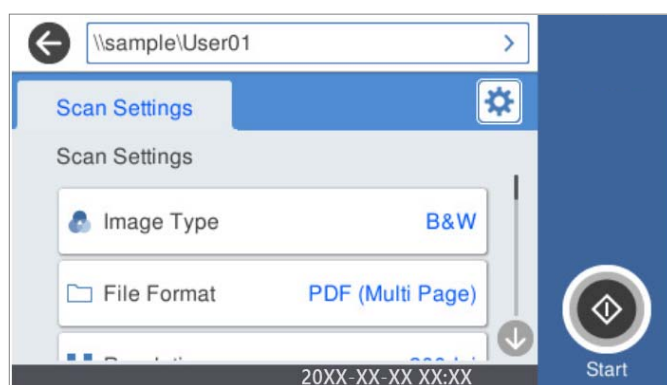 \\sample\User01
Scan Settings
Scan Settings
Image Type B&W
File Format PDF (Multi Page)
20XX-XX-XX XX:XX
Start